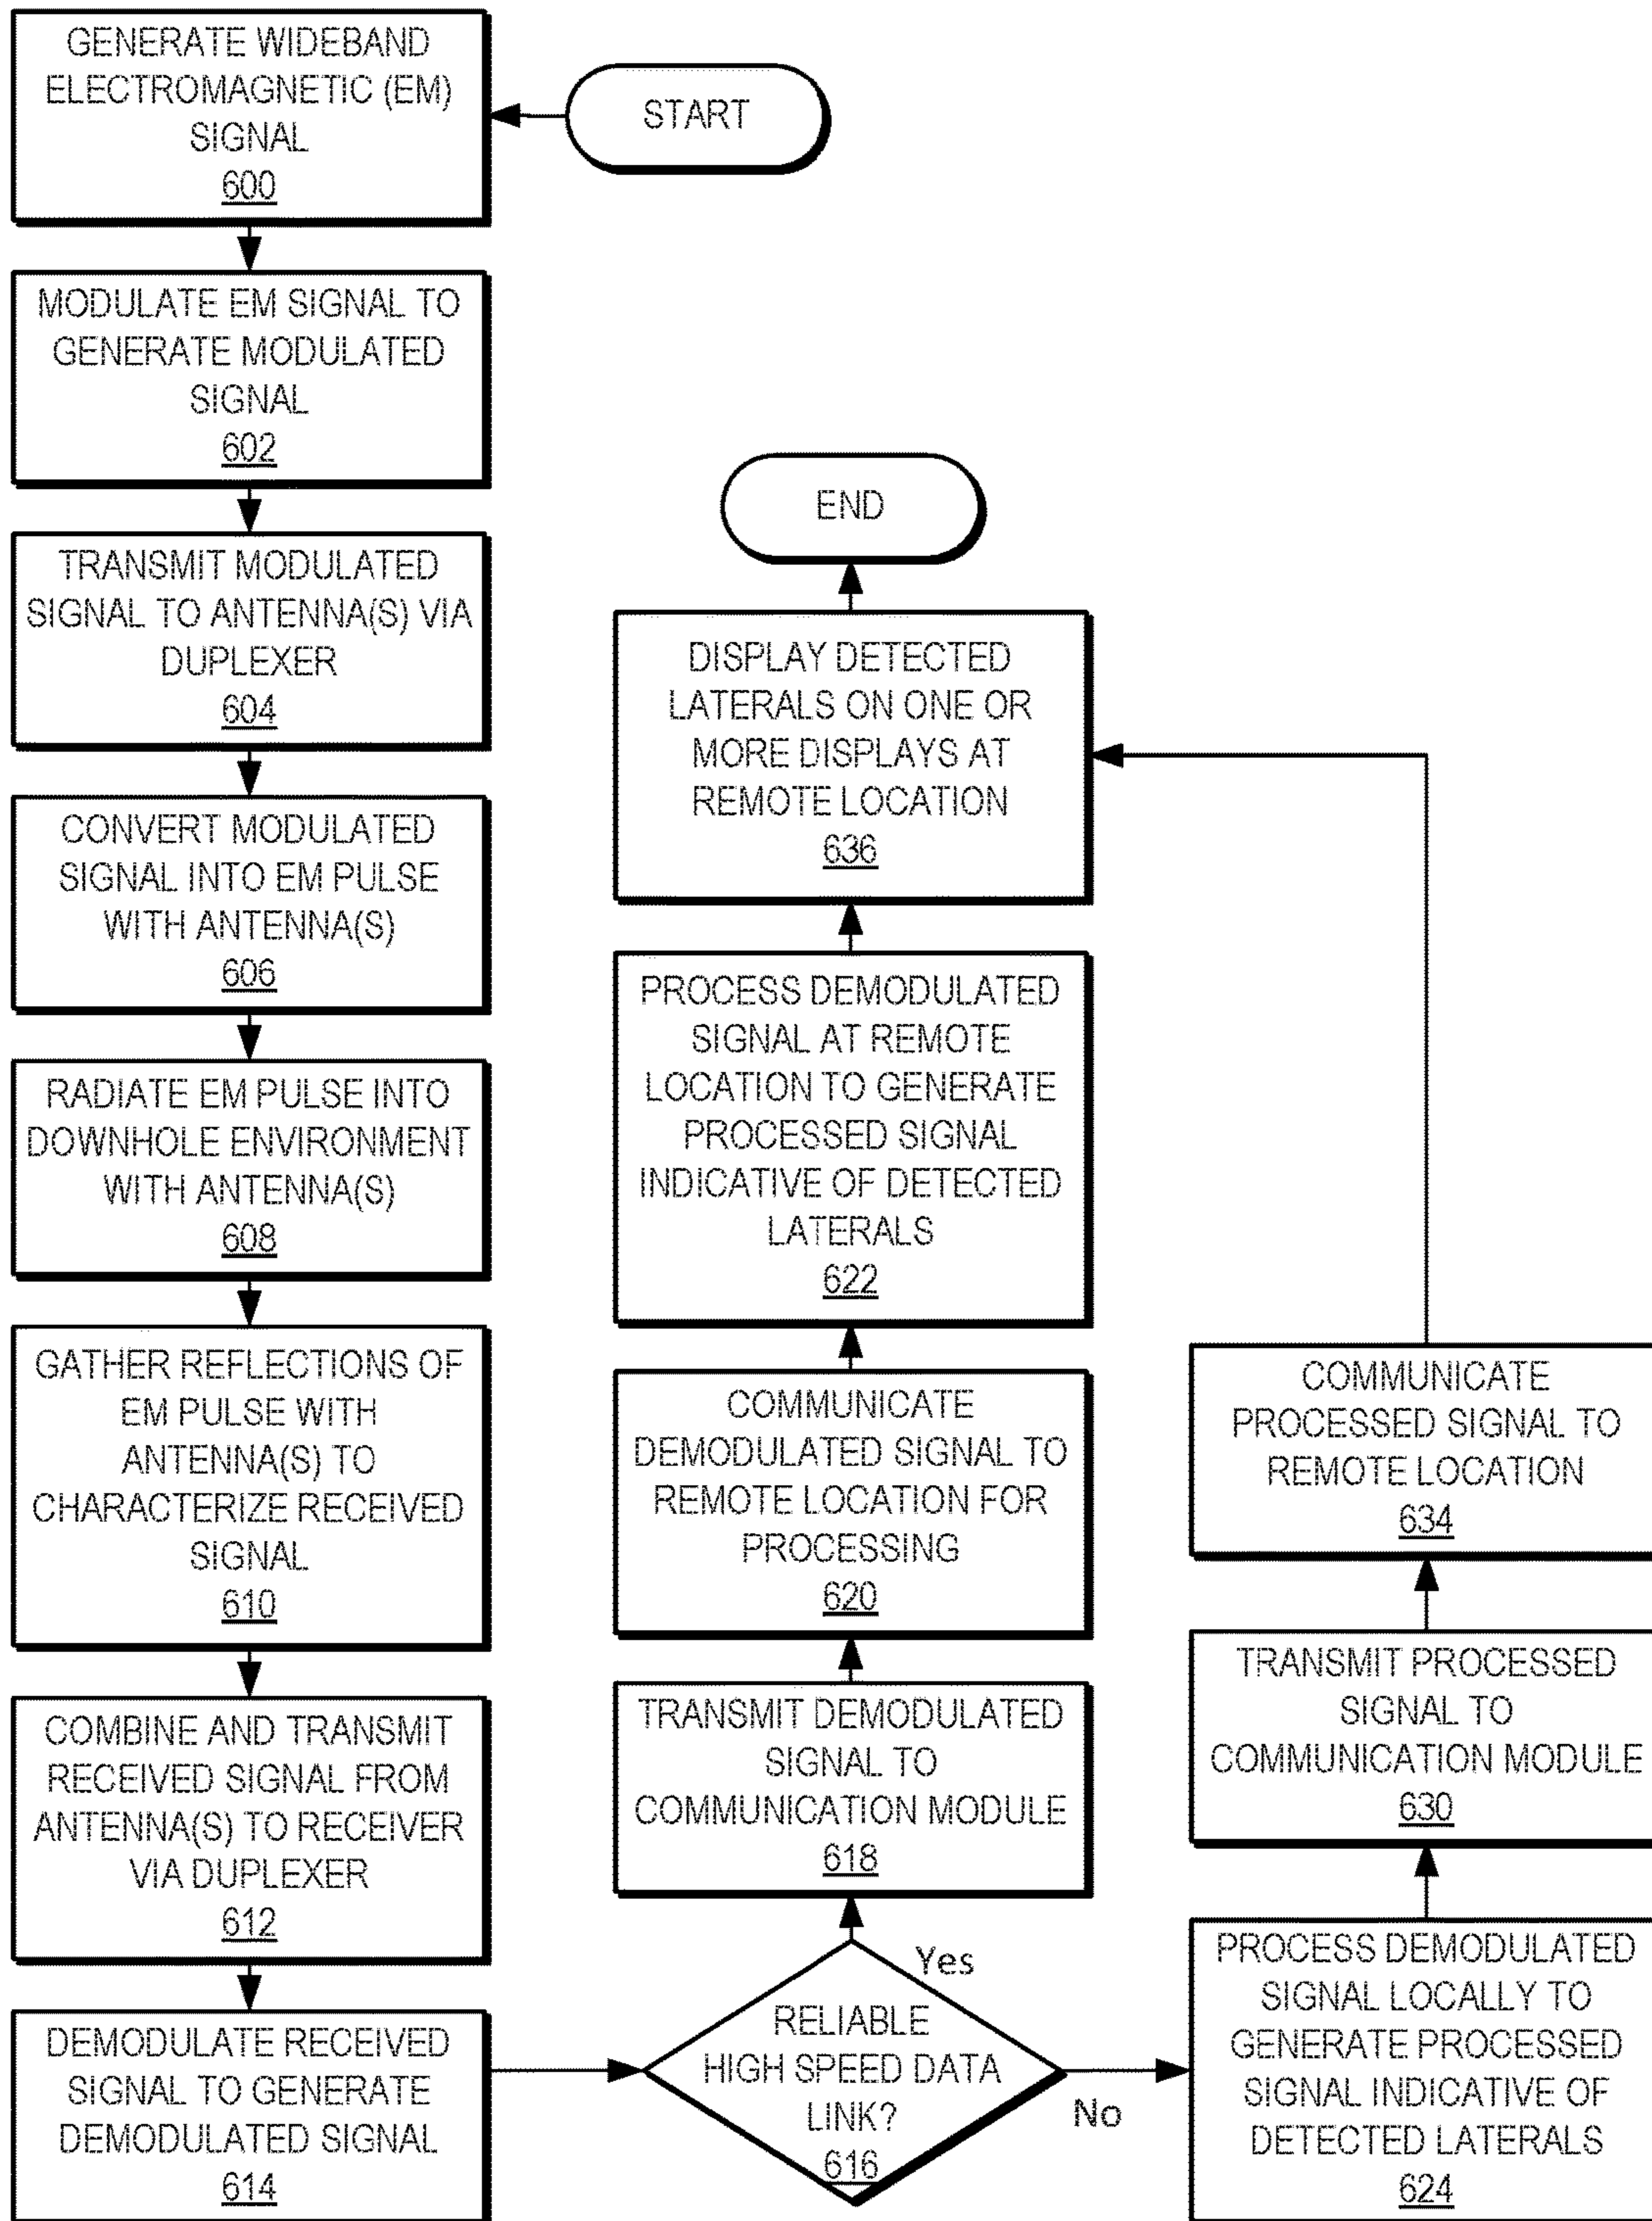 START
GENERATE WIDEBAND
ELECTROMAGNETIC (EM)
SIGNAL
600
MODULATE EM SIGNAL TO
GENERATE MODULATED
SIGNAL
602
TRANSMIT MODULATED
SIGNAL TO ANTENNA(S) VIA
DUPLEXER
604
CONVERT MODULATED
SIGNAL INTO EM PULSE
WITH ANTENNA(S)
606
RADIATE EM PULSE INTO
DOWNHOLE ENVIRONMENT
WITH ANTENNA(S)
608
GATHER REFLECTIONS OF
EM PULSE WITH
ANTENNA(S) TO
CHARACTERIZE RECEIVED
SIGNAL
610
COMBINE AND TRANSMIT
RECEIVED SIGNAL FROM
ANTENNA(S) TO RECEIVER
VIA DUPLEXER
612
DEMODULATE RECEIVED
SIGNAL TO GENERATE
DEMODULATED SIGNAL
614
RELIABLE
HIGH SPEED DATA
LINK?
616
Yes
No
TRANSMIT DEMODULATED
SIGNAL TO
COMMUNICATION MODULE
618
COMMUNICATE
DEMODULATED SIGNAL TO
REMOTE LOCATION FOR
PROCESSING
620
PROCESS DEMODULATED
SIGNAL AT REMOTE
LOCATION TO GENERATE
PROCESSED SIGNAL
INDICATIVE OF DETECTED
LATERALS
622
PROCESS DEMODULATED
SIGNAL LOCALLY TO
GENERATE PROCESSED
SIGNAL INDICATIVE OF
DETECTED LATERALS
624
TRANSMIT PROCESSED
SIGNAL TO
COMMUNICATION MODULE
630
COMMUNICATE
PROCESSED SIGNAL TO
REMOTE LOCATION
634
DISPLAY DETECTED
LATERALS ON ONE OR
MORE DISPLAYS AT
REMOTE LOCATION
636
END